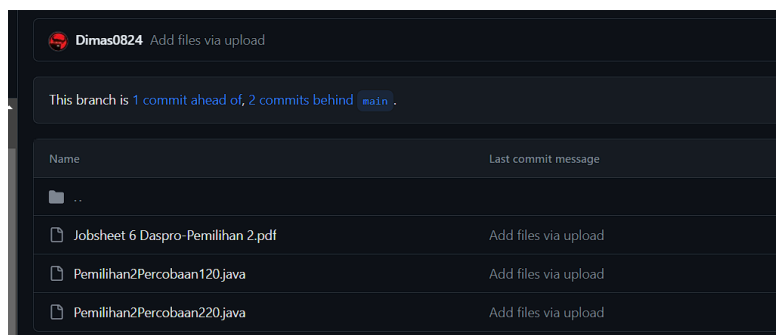 Dimas0824 Add files via upload
This branch is 1 commit ahead of, 2 commits behind main .
Name Last commit message
..
Jobsheet 6 Daspro-Pemilihan 2.pdf Add files via upload
Pemilihan2Percobaan120.java Add files via upload
Pemilihan2Percobaan220.java Add files via upload